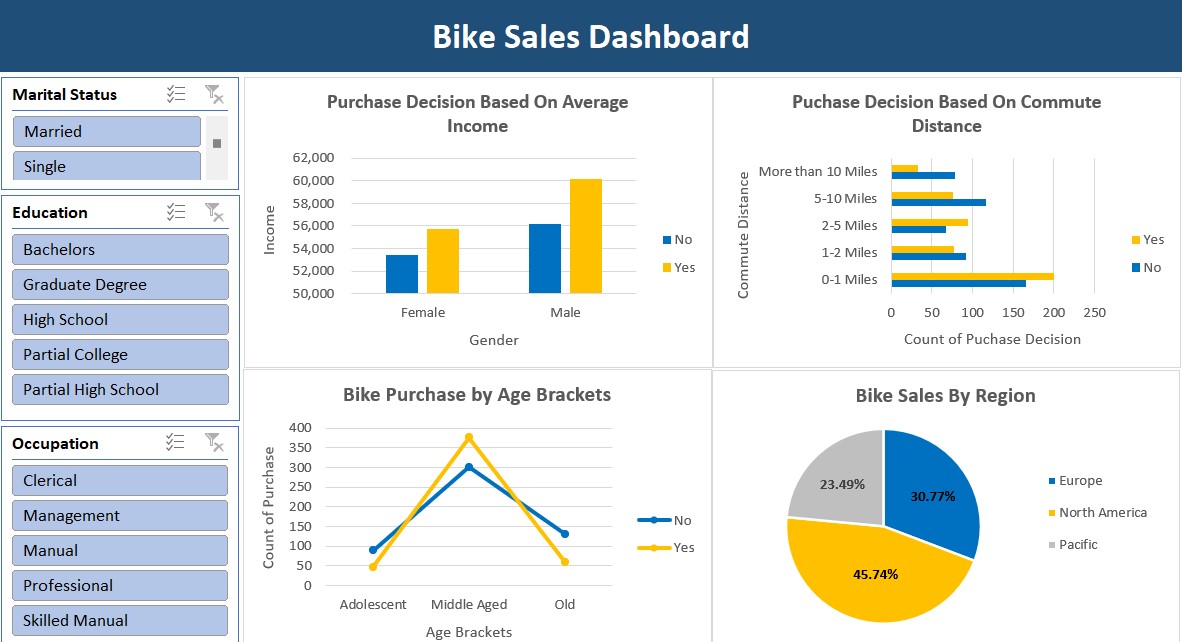 Bike Sales Dashboard
Marital Status
Married
Single
Education
Bachelors
Graduate Degree
High School
Partial College
Partial High School
Occupation
Clerical
Management
Manual
Professional
Skilled Manual
Purchase Decision Based On Average
Income
62,000
60,000
58,000
56,000
54,000
52,000
50,000
Income
Female
Male
Gender
No
Yes
Puchase Decision Based On Commute
Distance
Commute Distance
More than 10 Miles
5-10 Miles
2-5 Miles
1-2 Miles
0-1 Miles
0 50 100 150 200 250
Count of Puchase Decision
Yes
No
Bike Purchase by Age Brackets
400
350
300
250
200
150
100
50
0
Count of Purchase
Adolescent Middle Aged Old
Age Brackets
No
Yes
Bike Sales By Region
23.49%
30.77%
45.74%
Europe
North America
Pacific